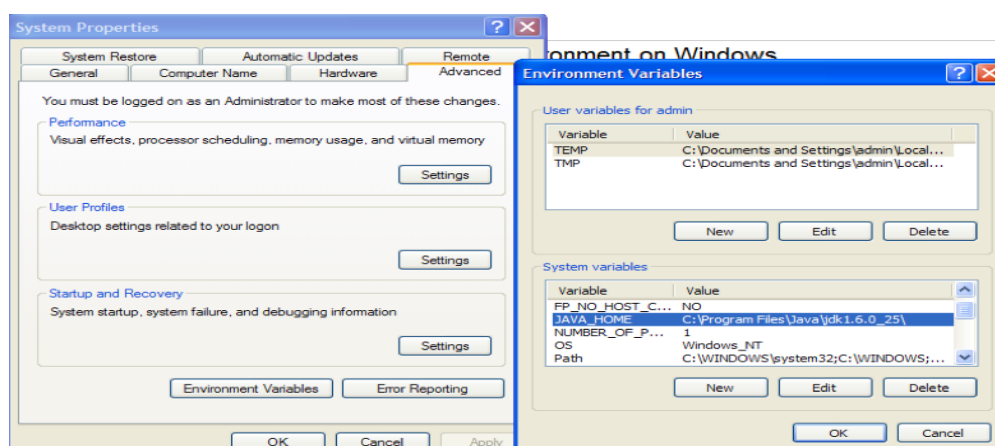 System Properties
System Restore Automatic Updates Remote
General Computer Name Hardware Advanced
You must be logged on as an Administrator to make most of these changes.
Performance
Visual effects, processor scheduling, memory usage, and virtual memory
Settings
User Profiles
Desktop settings related to your logon
Settings
Startup and Recovery
System startup, system failure, and debugging information
Settings
Environment Variables Error Reporting
OK Cancel Apply
ronment on Windows
Environment Variables
User variables for admin
Variable Value
TEMP C:\Documents and Settings\admin\Local...
TMP C:\Documents and Settings\admin\Local...
New Edit Delete
System variables
Variable Value
FP_NO_HOST_C... NO
JAVA_HOME C:\Program Files\Java\jdk1.6.0_25\
NUMBER_OF_P... 1
OS Windows_NT
Path C:\WINDOWS\system32;C:\WINDOWS;...
New Edit Delete
OK Cancel